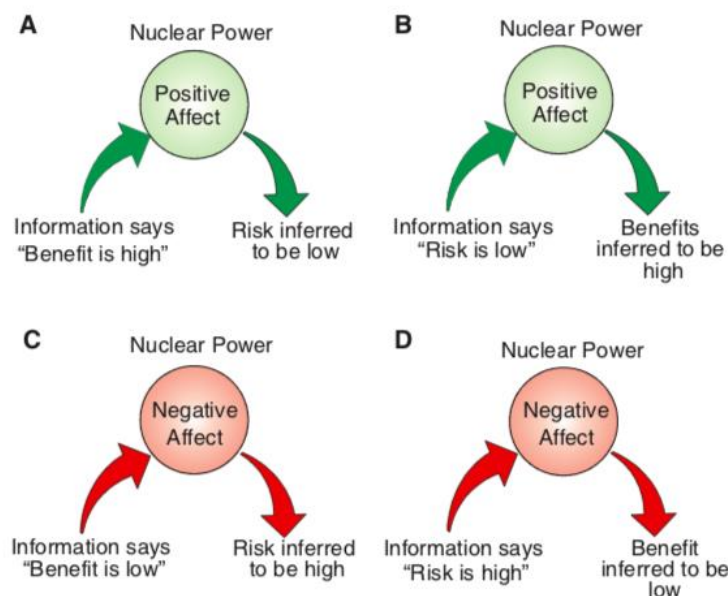 A
Nuclear Power
Positive
Affect
Information says
“Benefit is high”
Risk inferred
to be low
B
Nuclear Power
Positive
Affect
Information says
“Risk is low”
Benefits
inferred to be
high
C
Nuclear Power
Negative
Affect
Information says
“Benefit is low”
Risk inferred
to be high
D
Nuclear Power
Negative
Affect
Information says
“Risk is high”
Benefit
inferred to be
low